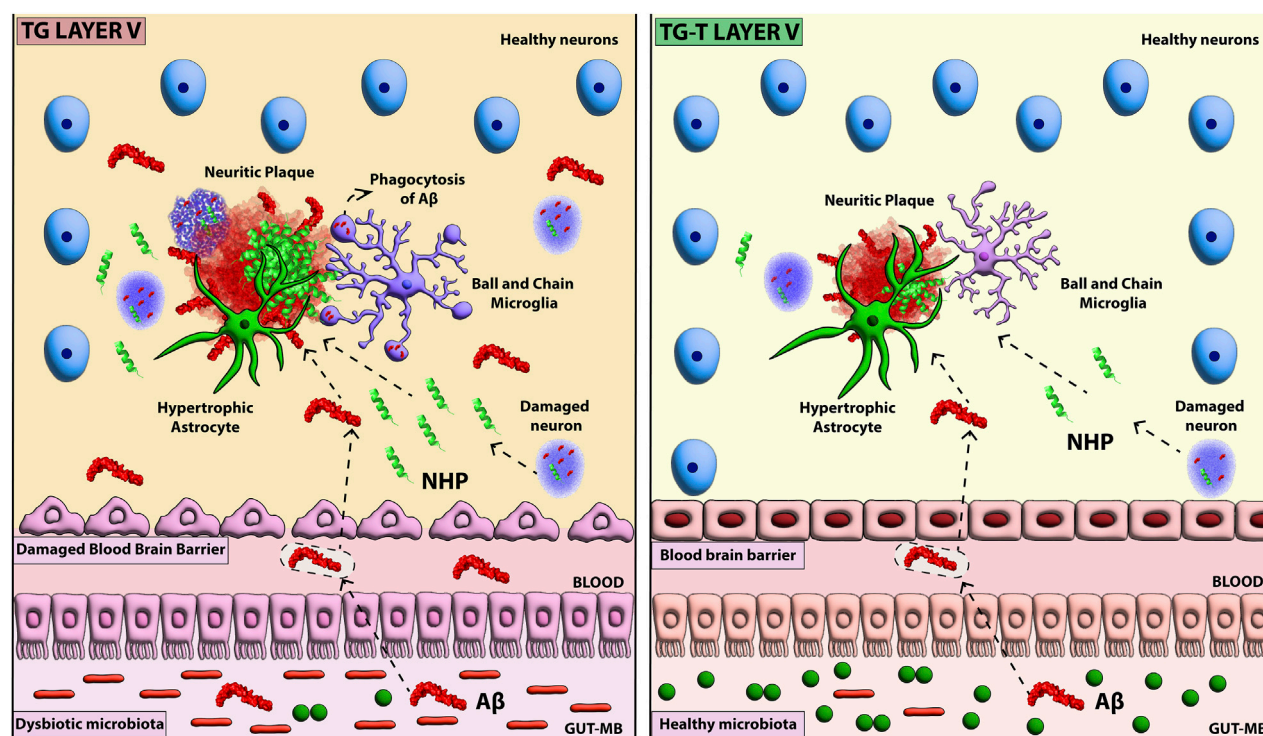 TG LAYER V
Healthy neurons
Neuritic Plaque
Phagocytosis
of Aβ
Ball and Chain
Microglia
Hypertrophic
Astrocyte
Damaged
neuron
NHP
Damaged Blood Brain Barrier
BLOOD
Aβ
Dysbiotic microbiota
GUT-MB
TG-T LAYER V
Healthy neurons
Neuritic Plaque
Ball and Chain
Microglia
Hypertrophic
Astrocyte
Damaged
neuron
NHP
Blood brain barrier
BLOOD
Aβ
Healthy microbiota
GUT-MB